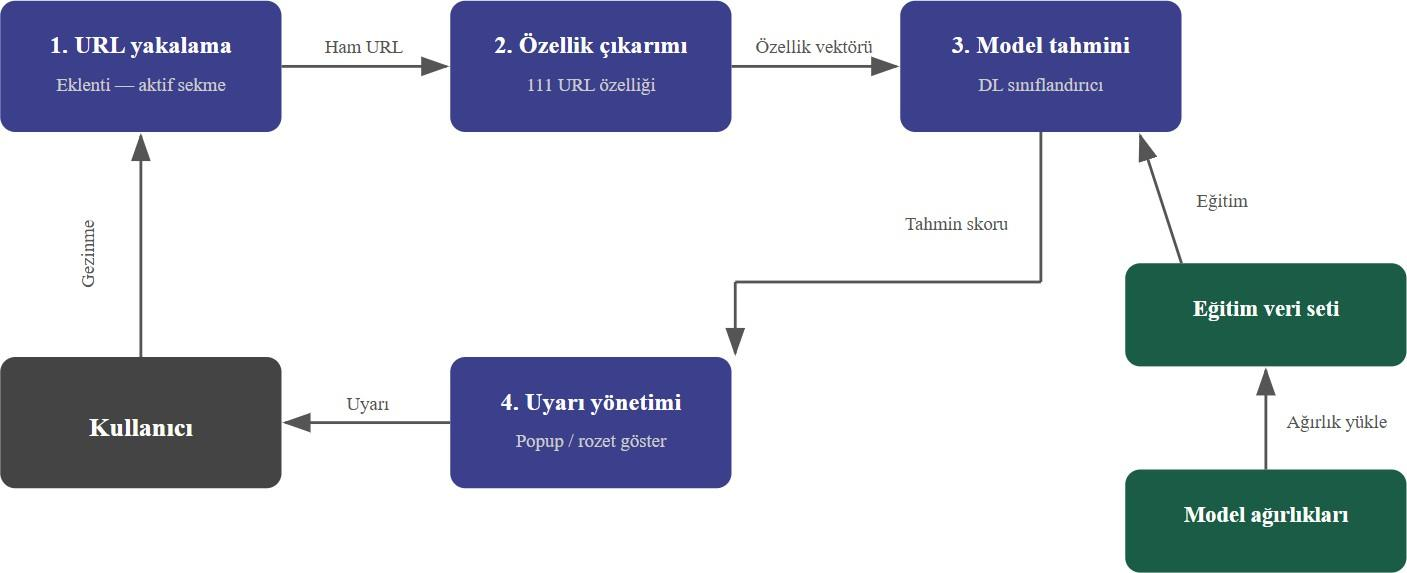 1. URL yakalama
Eklenti — aktif sekme
Ham URL
2. Özellik çıkarımı
111 URL özelliği
Özellik vektörü
3. Model tahmini
DL sınıflandırıcı
Gezinme
Tahmin skoru
Eğitim
Eğitim veri seti
Kullanıcı
Uyarı
4. Uyarı yönetimi
Popup / rozet göster
Ağırlık yükle
Model ağırlıkları